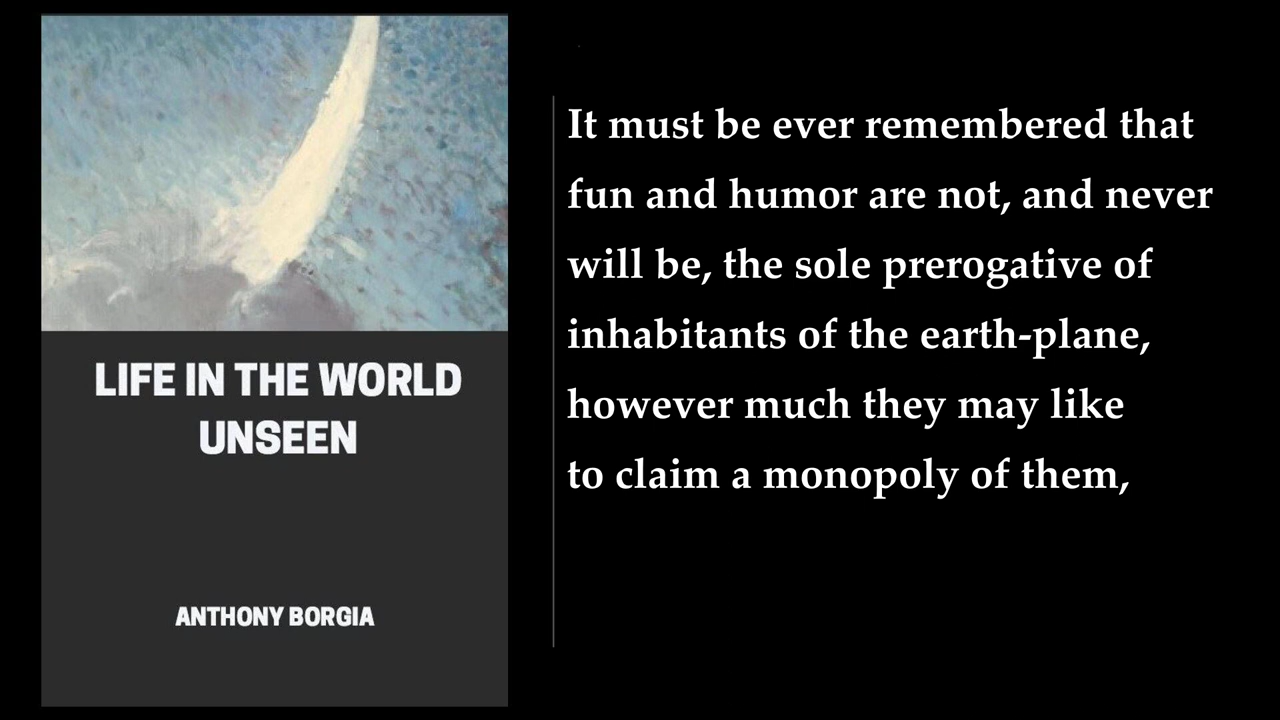 LIFE IN THE WORLD
UNSEEN
ANTHONY BORGIA
It must be ever remembered that
fun and humor are not, and never
will be, the sole prerogative of
inhabitants of the earth-plane,
however much they may like
to claim a monopoly of them,